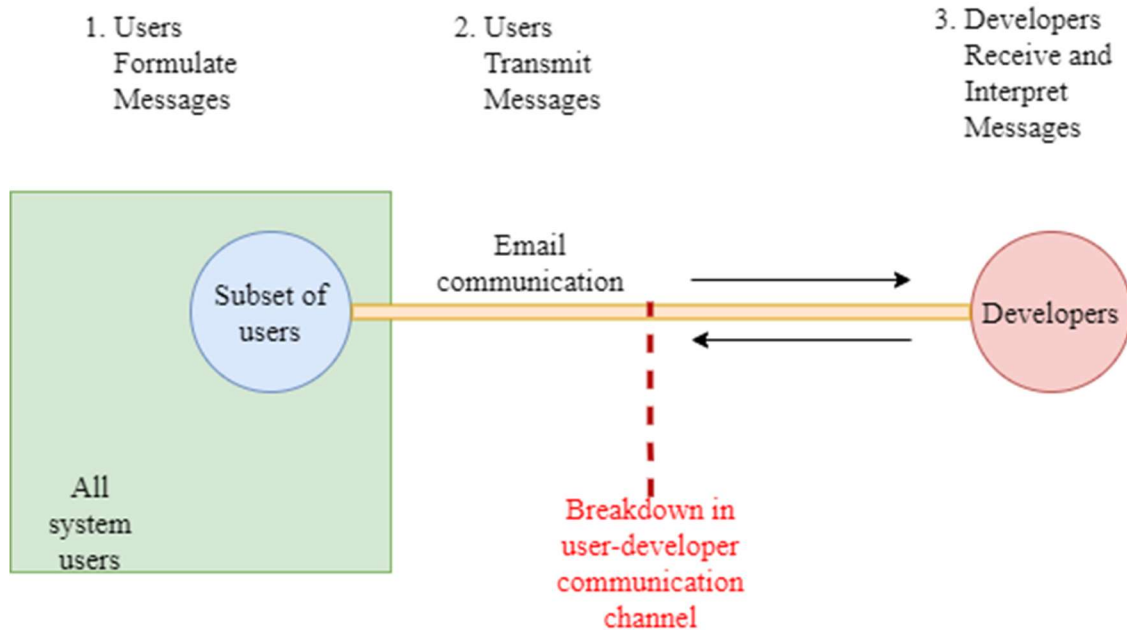 1. Users
Formulate
Messages
2. Users
Transmit
Messages
3. Developers
Receive and
Interpret
Messages
Subset of
users
Email
communication
Developers
All
system
users
Breakdown in
user-developer
communication
channel